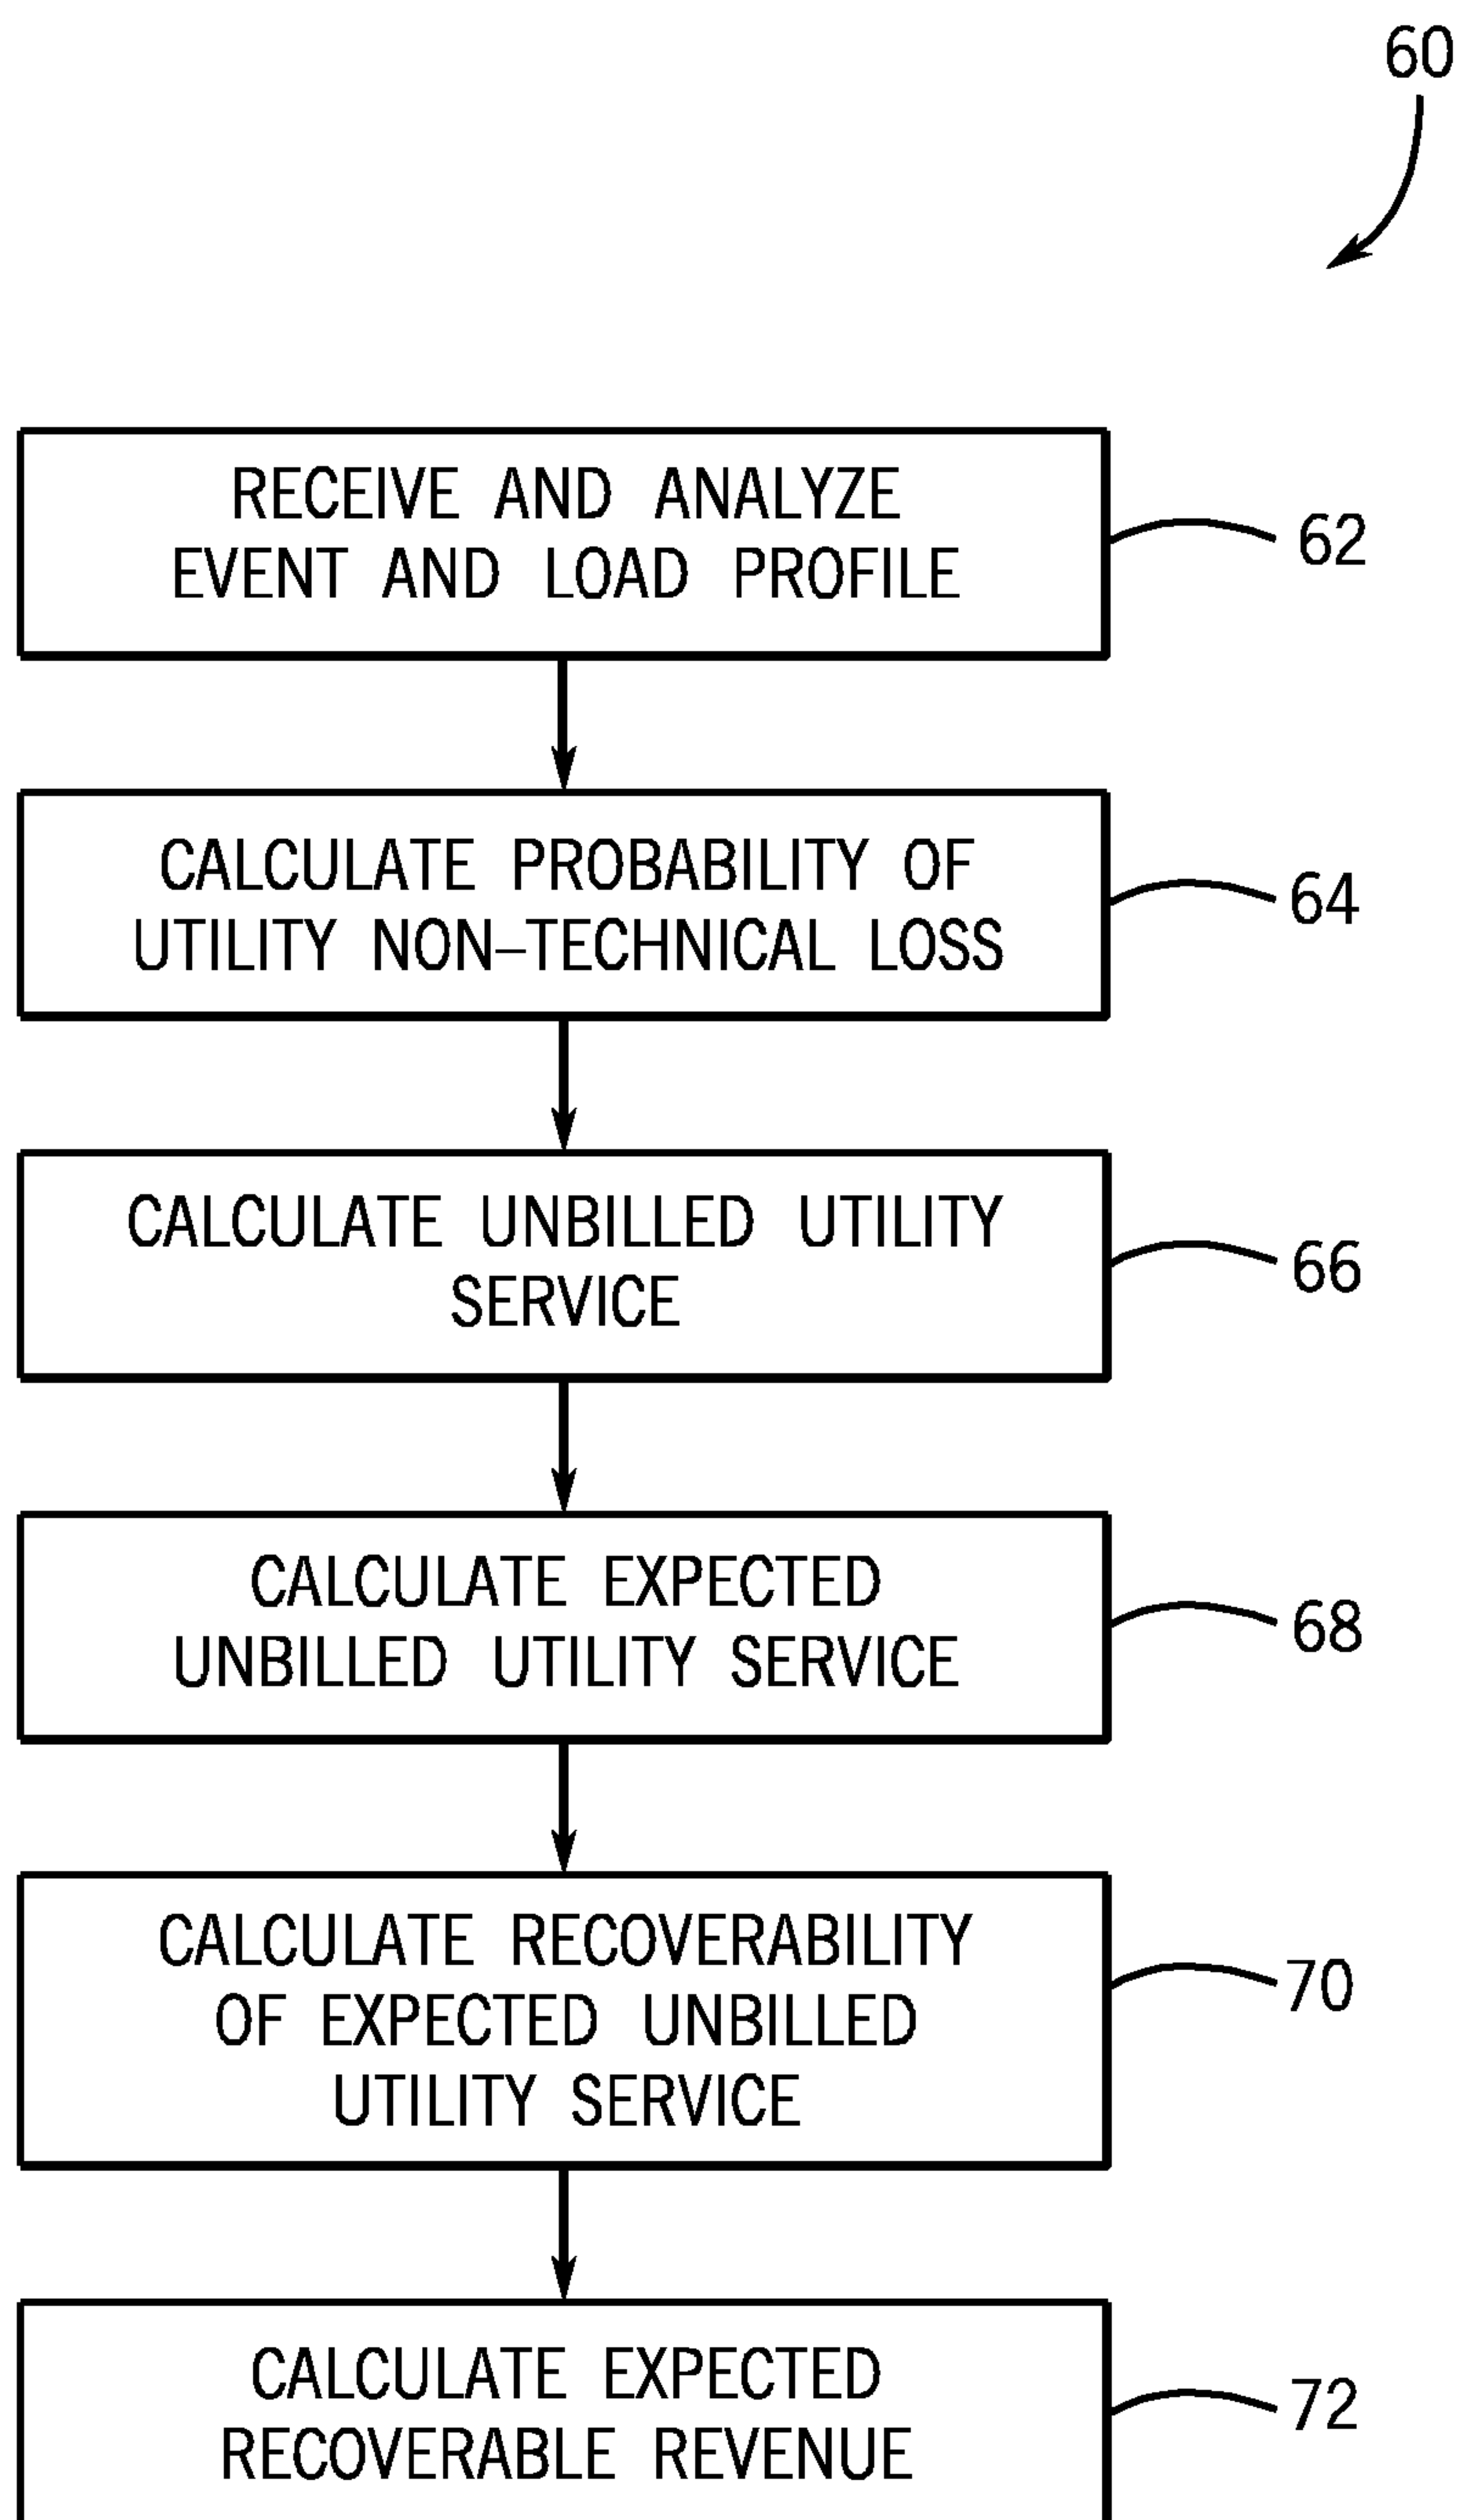 60
RECEIVE AND ANALYZE
EVENT AND LOAD PROFILE
62
CALCULATE PROBABILITY OF
UTILITY NON–TECHNICAL LOSS
64
CALCULATE UNBILLED UTILITY
SERVICE
66
CALCULATE EXPECTED
UNBILLED UTILITY SERVICE
68
CALCULATE RECOVERABILITY
OF EXPECTED UNBILLED
UTILITY SERVICE
70
CALCULATE EXPECTED
RECOVERABLE REVENUE
72